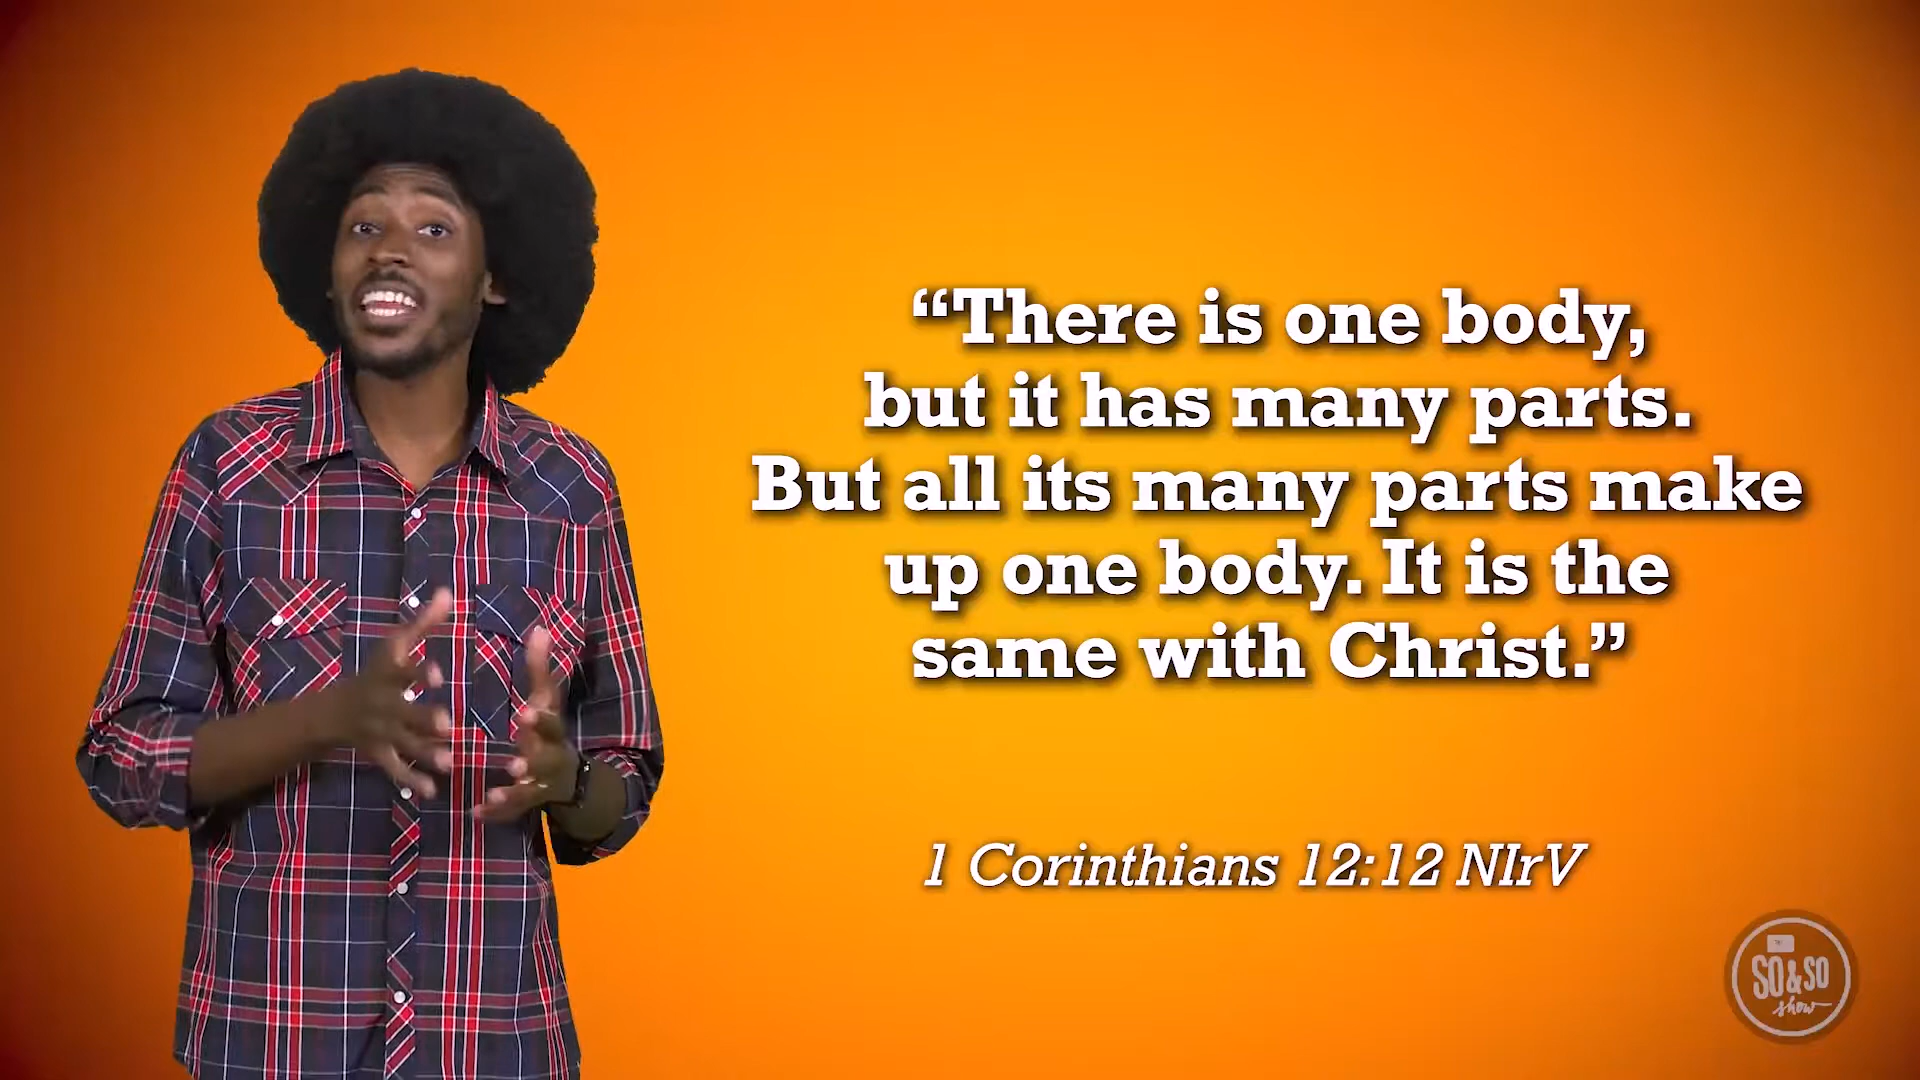 “There is one body,
but it has many parts.
But all its many parts make
up one body. It is the
same with Christ.”
1 Corinthians 12:12 NIrV
SO&SO
show